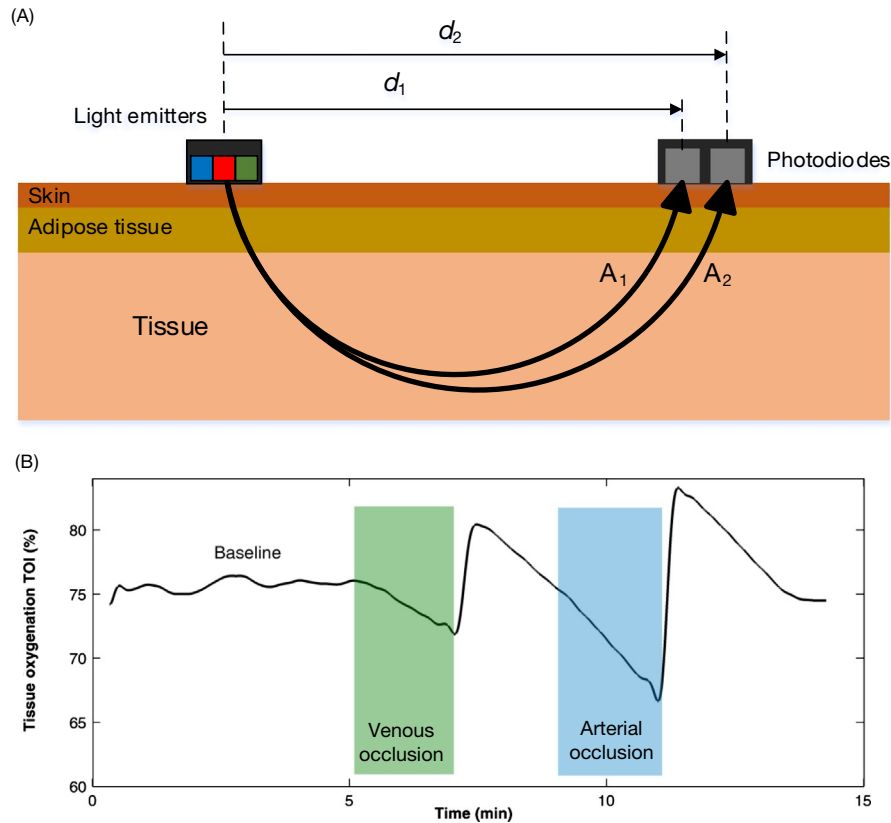 (A)
d₂
d₁
Light emitters
Photodiodes
Skin
Adipose tissue
A₁
A₂
Tissue
(B)
Tissue oxygenation TOI (%)
80
75
70
65
60
Baseline
Venous
occlusion
Arterial
occlusion
0
5
10
15
Time (min)